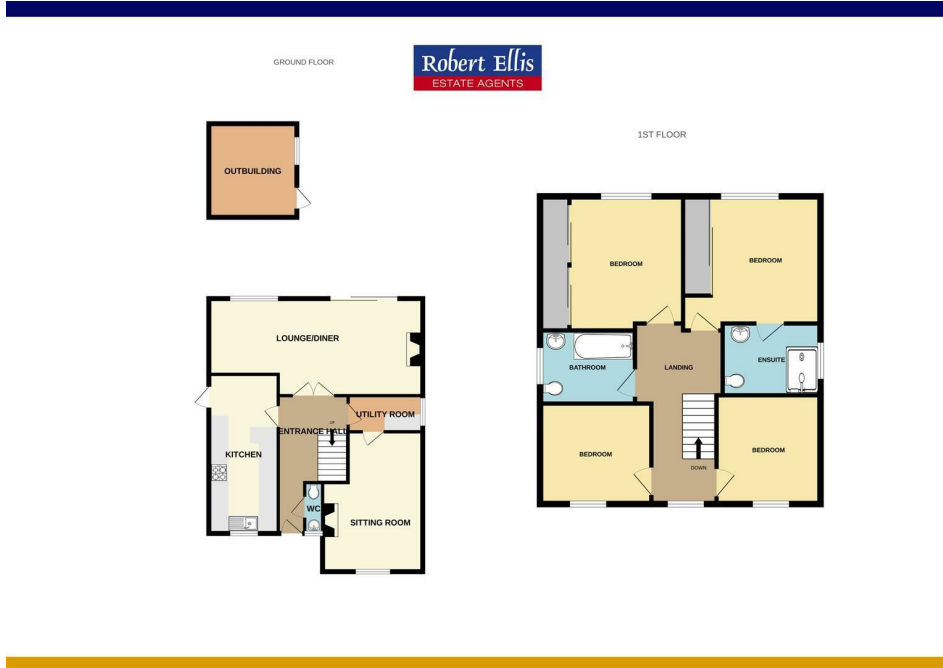 GROUND FLOOR
Robert Ellis
ESTATE AGENTS
1ST FLOOR
OUTBUILDING
LOUNGE/DINER
KITCHEN
ENTRANCE HALL
UP
UTILITY ROOM
WC
SITTING ROOM
BEDROOM
BEDROOM
BATHROOM
LANDING
ENSUITE
BEDROOM
DOWN
BEDROOM